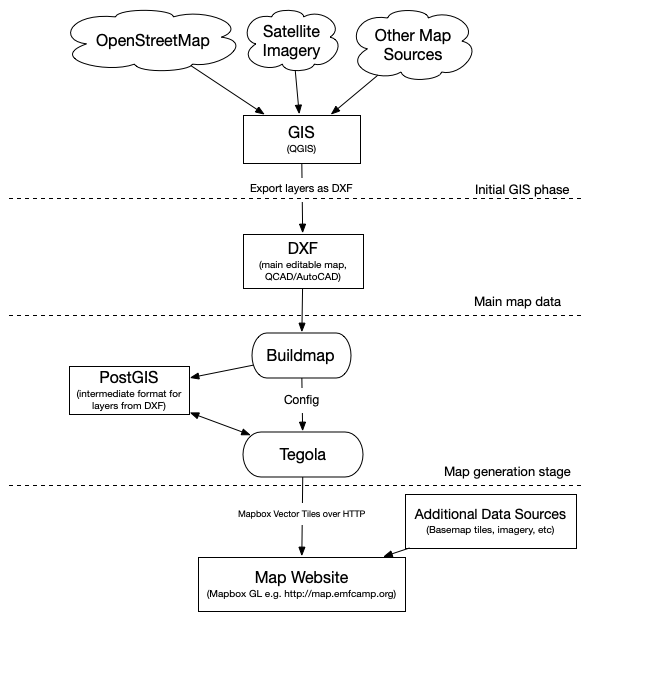 OpenStreetMap
Satellite
Imagery
Other Map
Sources
GIS
(QGIS)
Export layers as DXF
Initial GIS phase
DXF
(main editable map,
QCAD/AutoCAD)
Main map data
Buildmap
PostGIS
(intermediate format for
layers from DXF)
Config
Tegola
Map generation stage
Mapbox Vector Tiles over HTTP
Additional Data Sources
(Basemap tiles, imagery, etc)
Map Website
(Mapbox GL e.g. http://map.emfcamp.org)